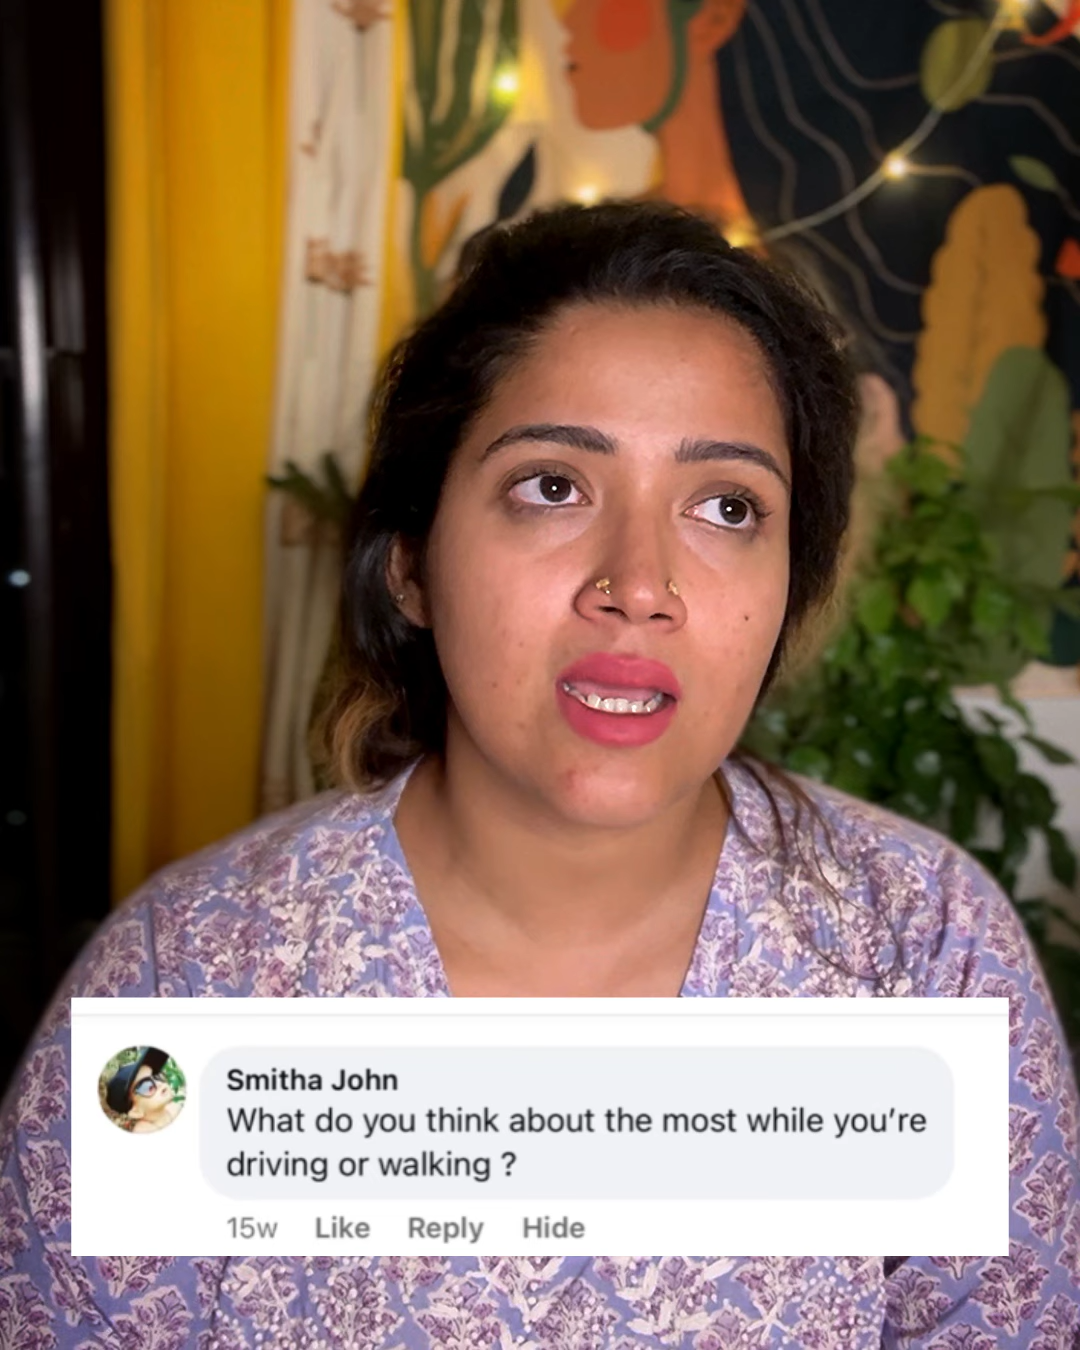 Smitha John
What do you think about the most while you're
driving or walking ?
15w Like Reply Hide